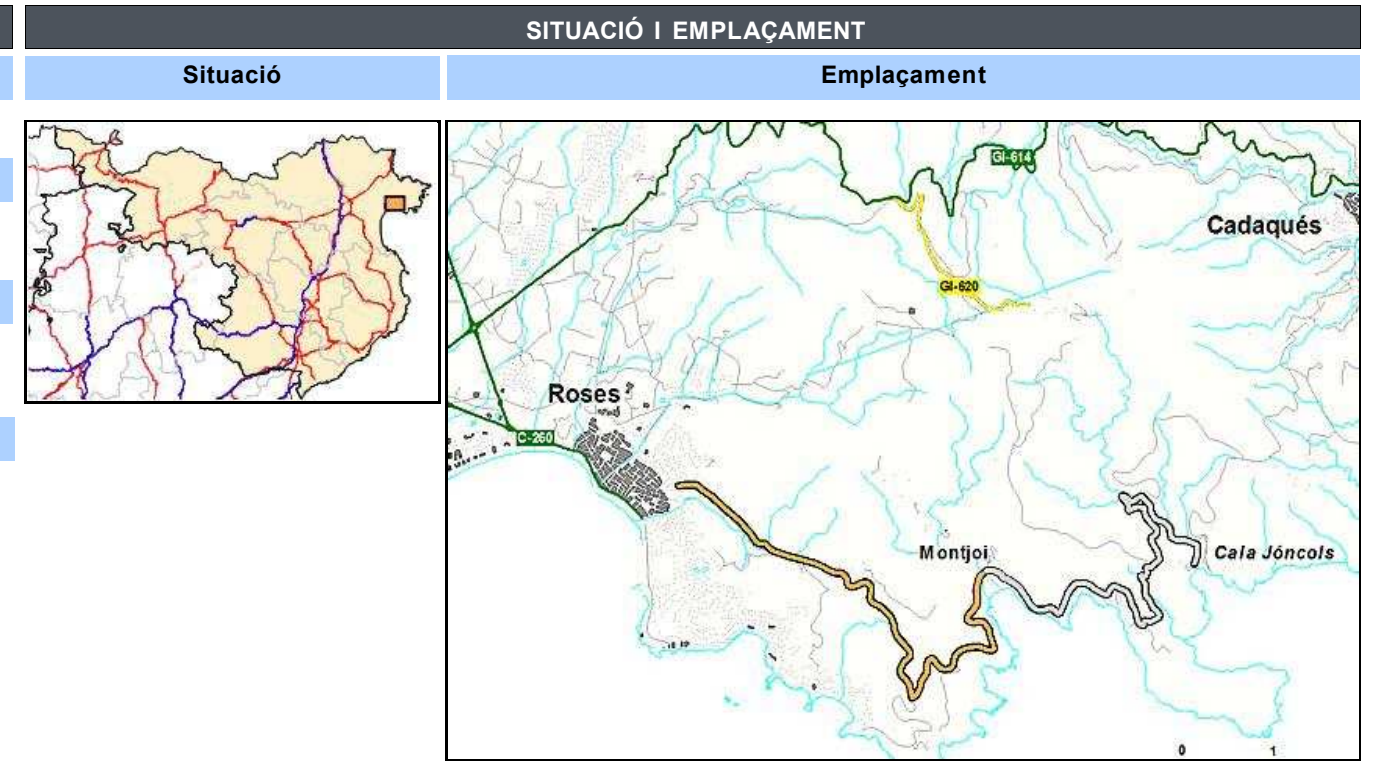 SITUACIÓ I EMPLAÇAMENT
Situació
Emplaçament
GI-614
Cadaqués
GI-620
Roses
C-260
Montjoi
Cala Jóncols
0 1